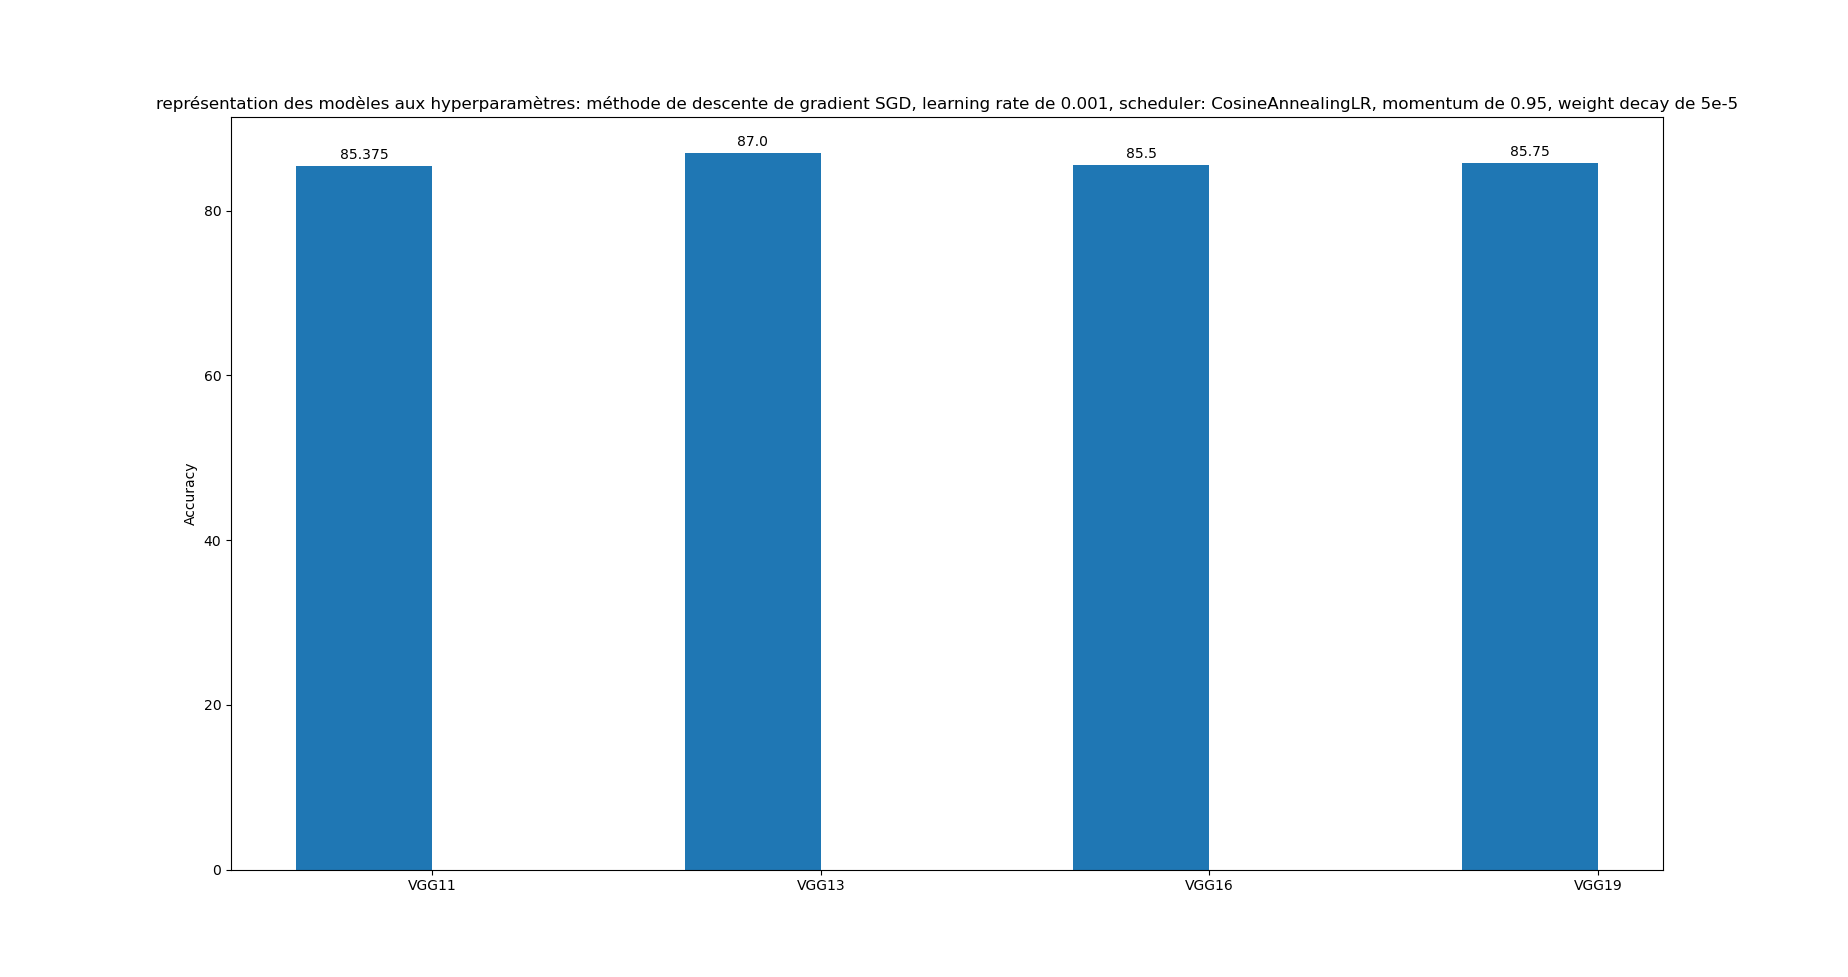 représentation des modèles aux hyperparamètres: méthode de descente de gradient SGD, learning rate de 0.001, scheduler: CosineAnnealingLR, momentum de 0.95, weight decay de 5e-5
85.375
87.0
85.5
85.75
80
60
40
20
0
Accuracy
VGG11
VGG13
VGG16
VGG19